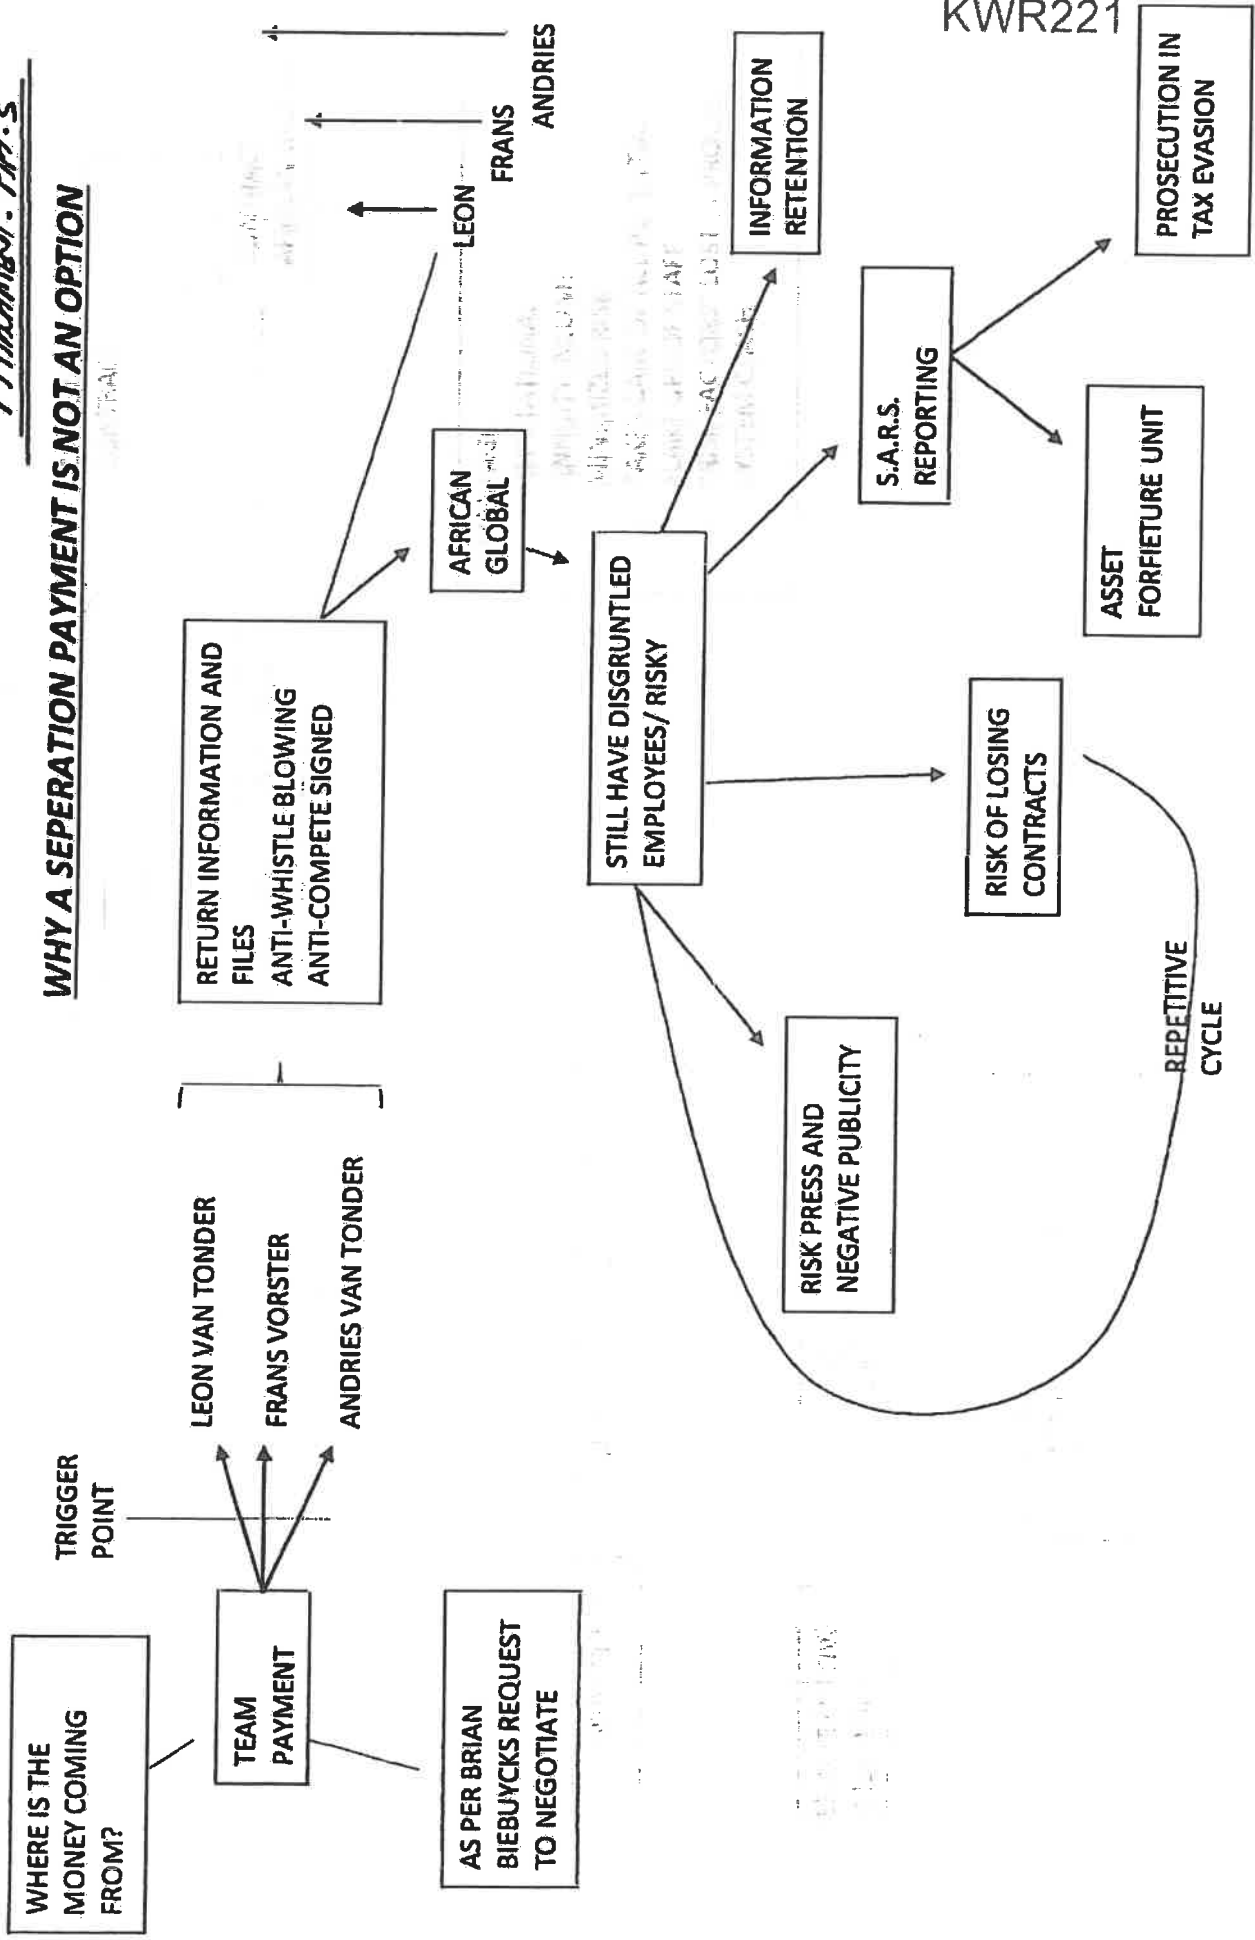 KWR221
WHY A SEPERATION PAYMENT IS NOT AN OPTION
WHERE IS THE
MONEY COMING
FROM?
TRIGGER
POINT
TEAM
PAYMENT
AS PER BRIAN
BIEBUYCKS REQUEST
TO NEGOTIATE
LEON VAN TONDER
FRANS VORSTER
ANDRIES VAN TONDER
RETURN INFORMATION AND
FILES
ANTI-WHISTLE BLOWING
ANTI-COMPETE SIGNED
LEON
FRANS
ANDRIES
AFRICAN
GLOBAL
STILL HAVE DISGRUNTLED
EMPLOYEES/ RISKY
RISK PRESS AND
NEGATIVE PUBLICITY
RISK OF LOSING
CONTRACTS
REPETITIVE
CYCLE
S.A.R.S.
REPORTING
INFORMATION
RETENTION
ASSET
FORFIETURE UNIT
PROSECUTION IN
TAX EVASION